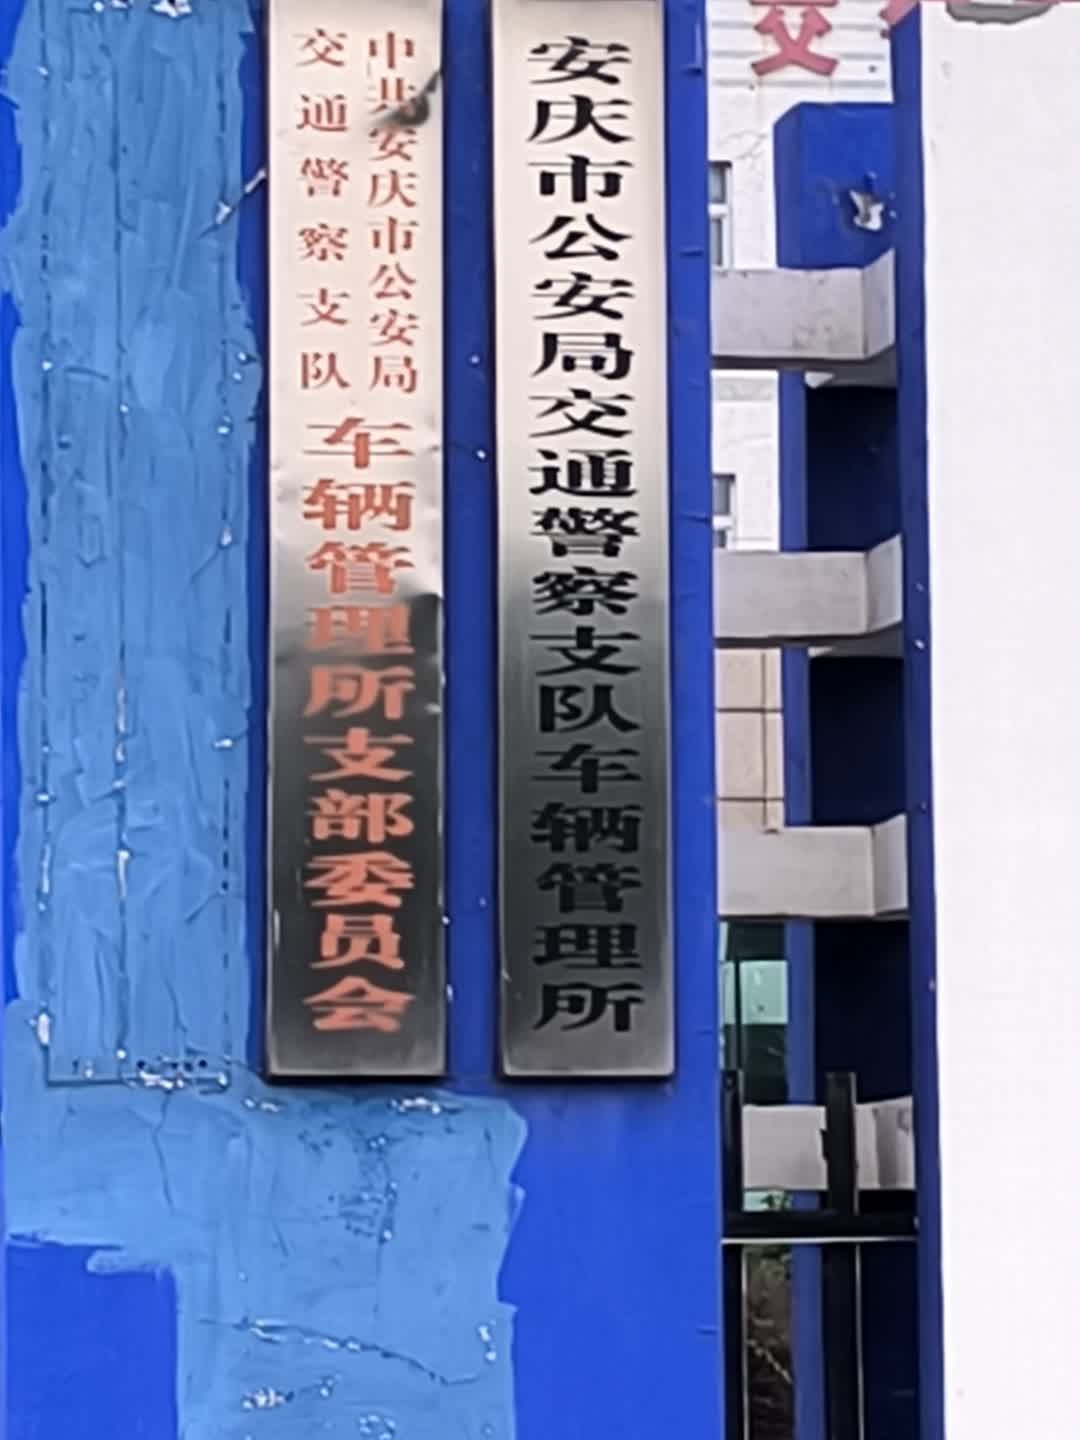 中共安庆市公安局
交通警察支队
车辆管理所支部委员会
安庆市公安局交通警察支队车辆管理所
交